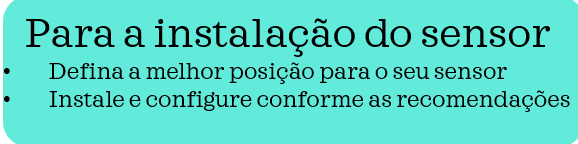 Para a instalação do sensor
• Defina a melhor posição para o seu sensor
• Instale e configure conforme as recomendações